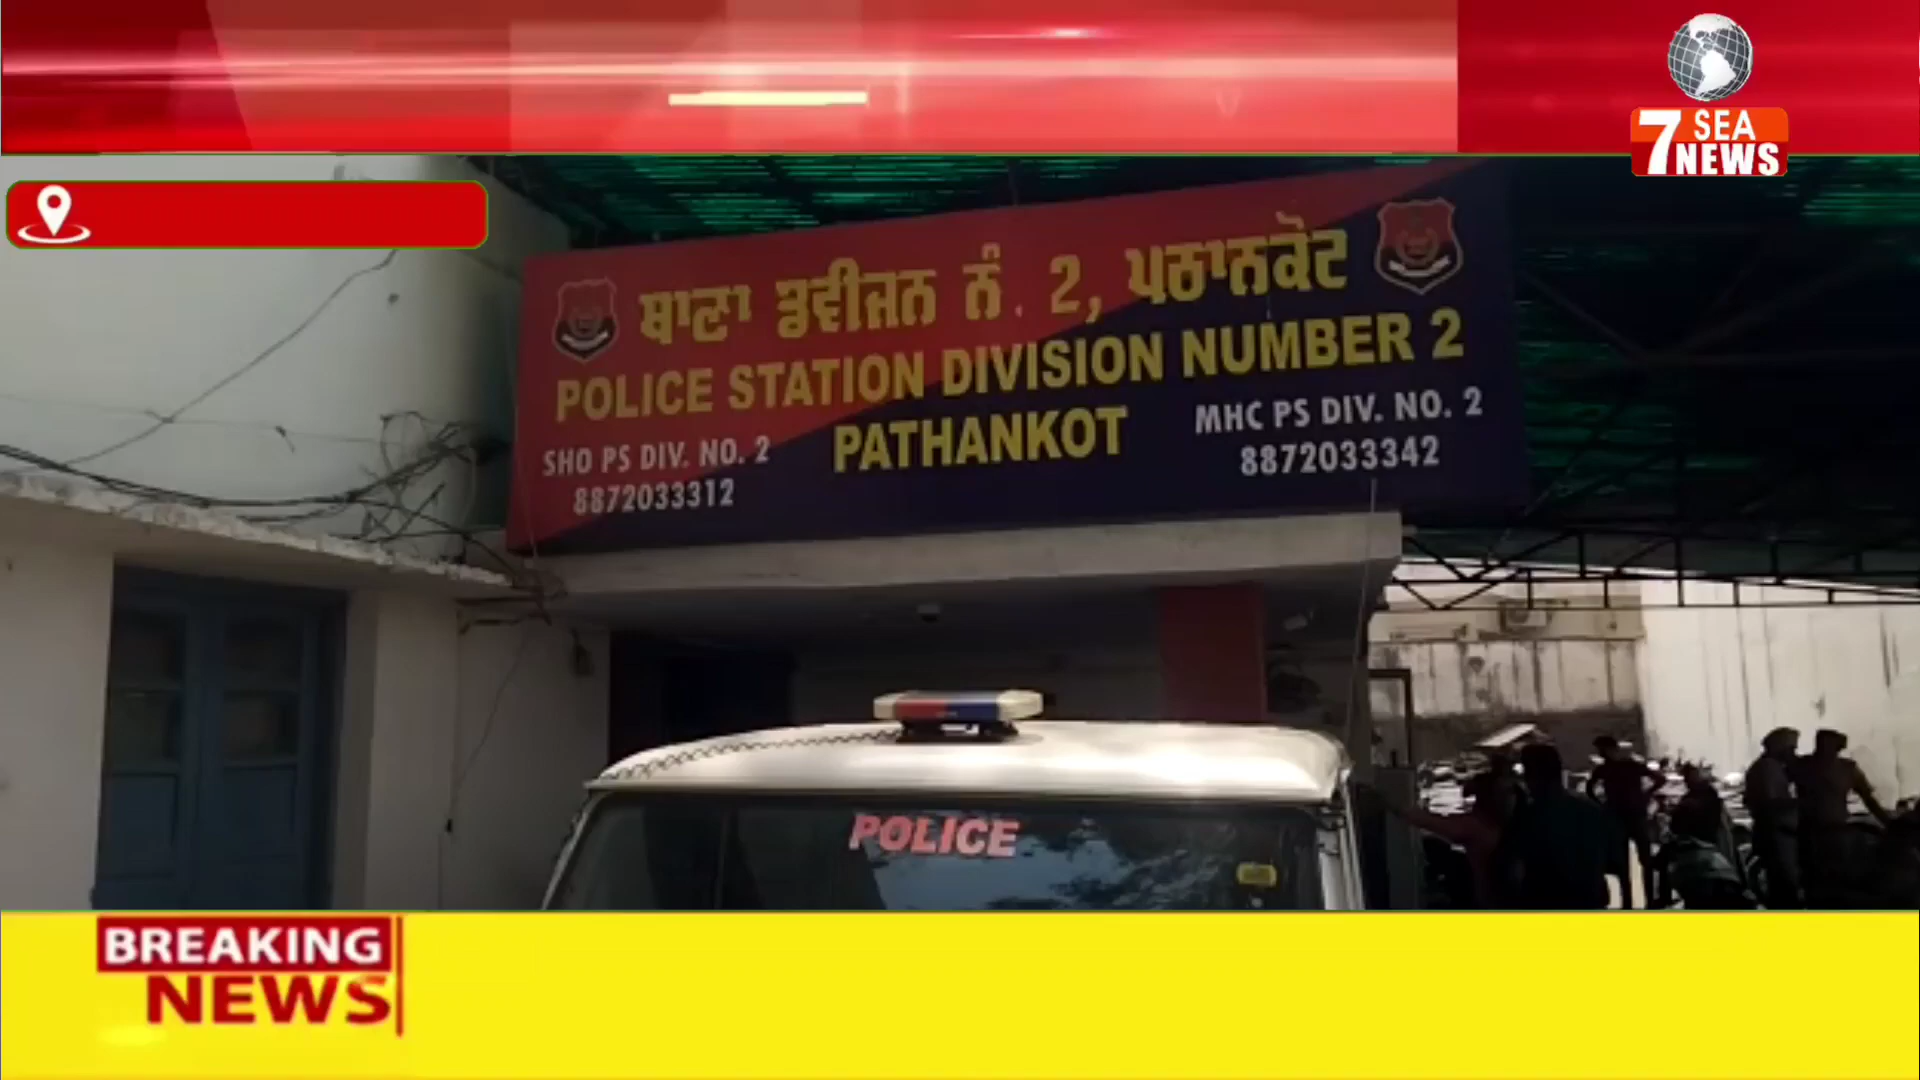 7 SEA
NEWS
ਥਾਣਾ ਡਵੀਜਨ ਨੰ. 2, ਪਠਾਨਕੋਟ
POLICE STATION DIVISION NUMBER 2
PATHANKOT
SHO PS DIV. NO. 2
8872033312
MHC PS DIV. NO. 2
8872033342
POLICE
BREAKING
NEWS